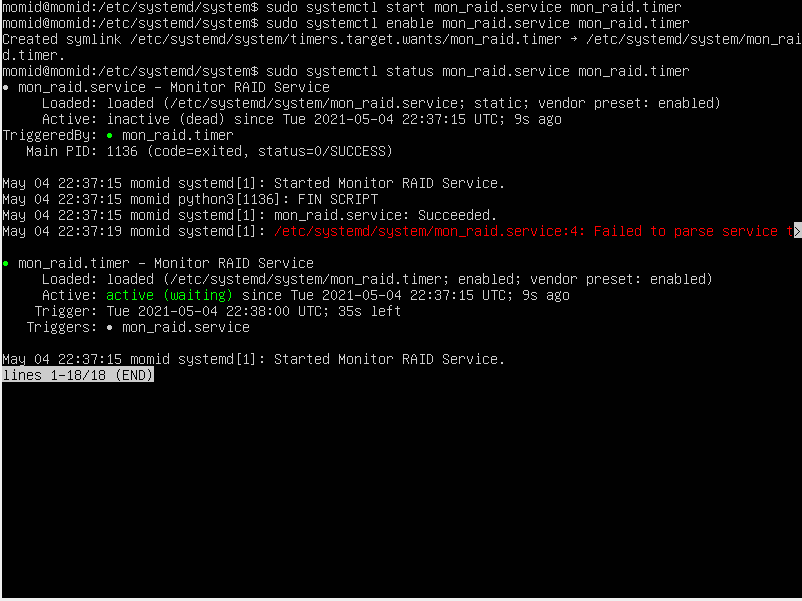 momid@momid:/etc/systemd/system$ sudo systemctl start mon_raid.service mon_raid.timer
momid@momid:/etc/systemd/system$ sudo systemctl enable mon_raid.service mon_raid.timer
Created symlink /etc/systemd/system/timers.target.wants/mon_raid.timer → /etc/systemd/system/mon_rai
d.timer.
momid@momid:/etc/systemd/system$ sudo systemctl status mon_raid.service mon_raid.timer
● mon_raid.service - Monitor RAID Service
     Loaded: loaded (/etc/systemd/system/mon_raid.service; static; vendor preset: enabled)
     Active: inactive (dead) since Tue 2021-05-04 22:37:15 UTC; 9s ago
TriggeredBy: ● mon_raid.timer
   Main PID: 1136 (code=exited, status=0/SUCCESS)

May 04 22:37:15 momid systemd[1]: Started Monitor RAID Service.
May 04 22:37:15 momid python3[1136]: FIN SCRIPT
May 04 22:37:15 momid systemd[1]: mon_raid.service: Succeeded.
May 04 22:37:19 momid systemd[1]: /etc/systemd/system/mon_raid.service:4: Failed to parse service t>

● mon_raid.timer - Monitor RAID Service
     Loaded: loaded (/etc/systemd/system/mon_raid.timer; enabled; vendor preset: enabled)
     Active: active (waiting) since Tue 2021-05-04 22:37:15 UTC; 9s ago
    Trigger: Tue 2021-05-04 22:38:00 UTC; 35s left
   Triggers: ● mon_raid.service

May 04 22:37:15 momid systemd[1]: Started Monitor RAID Service.
lines 1-18/18 (END)